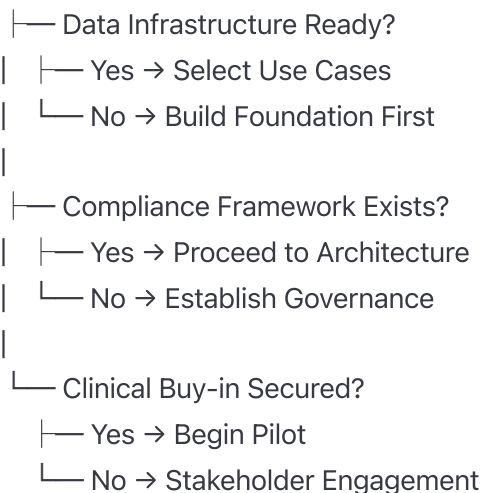 ├── Data Infrastructure Ready?
│   ├── Yes → Select Use Cases
│   └── No → Build Foundation First
│
├── Compliance Framework Exists?
│   ├── Yes → Proceed to Architecture
│   └── No → Establish Governance
│
└── Clinical Buy-in Secured?
    ├── Yes → Begin Pilot
    └── No → Stakeholder Engagement